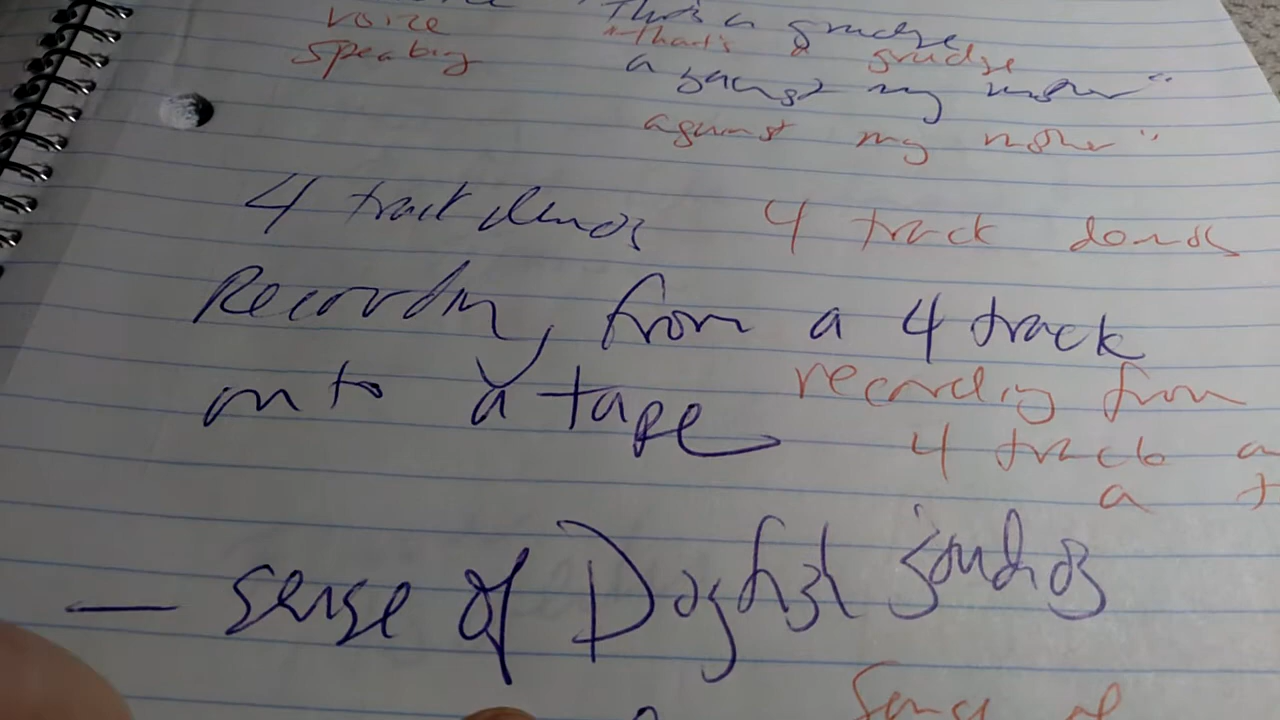 voice "This a grudge
speaking "that's a grudge
against my mother"
against my mother"
4 track demos 4 track demos
Recording, from a 4 track
onto a tape recording from
4 track a
a t
— sense of Dogfish sounds
Sense of